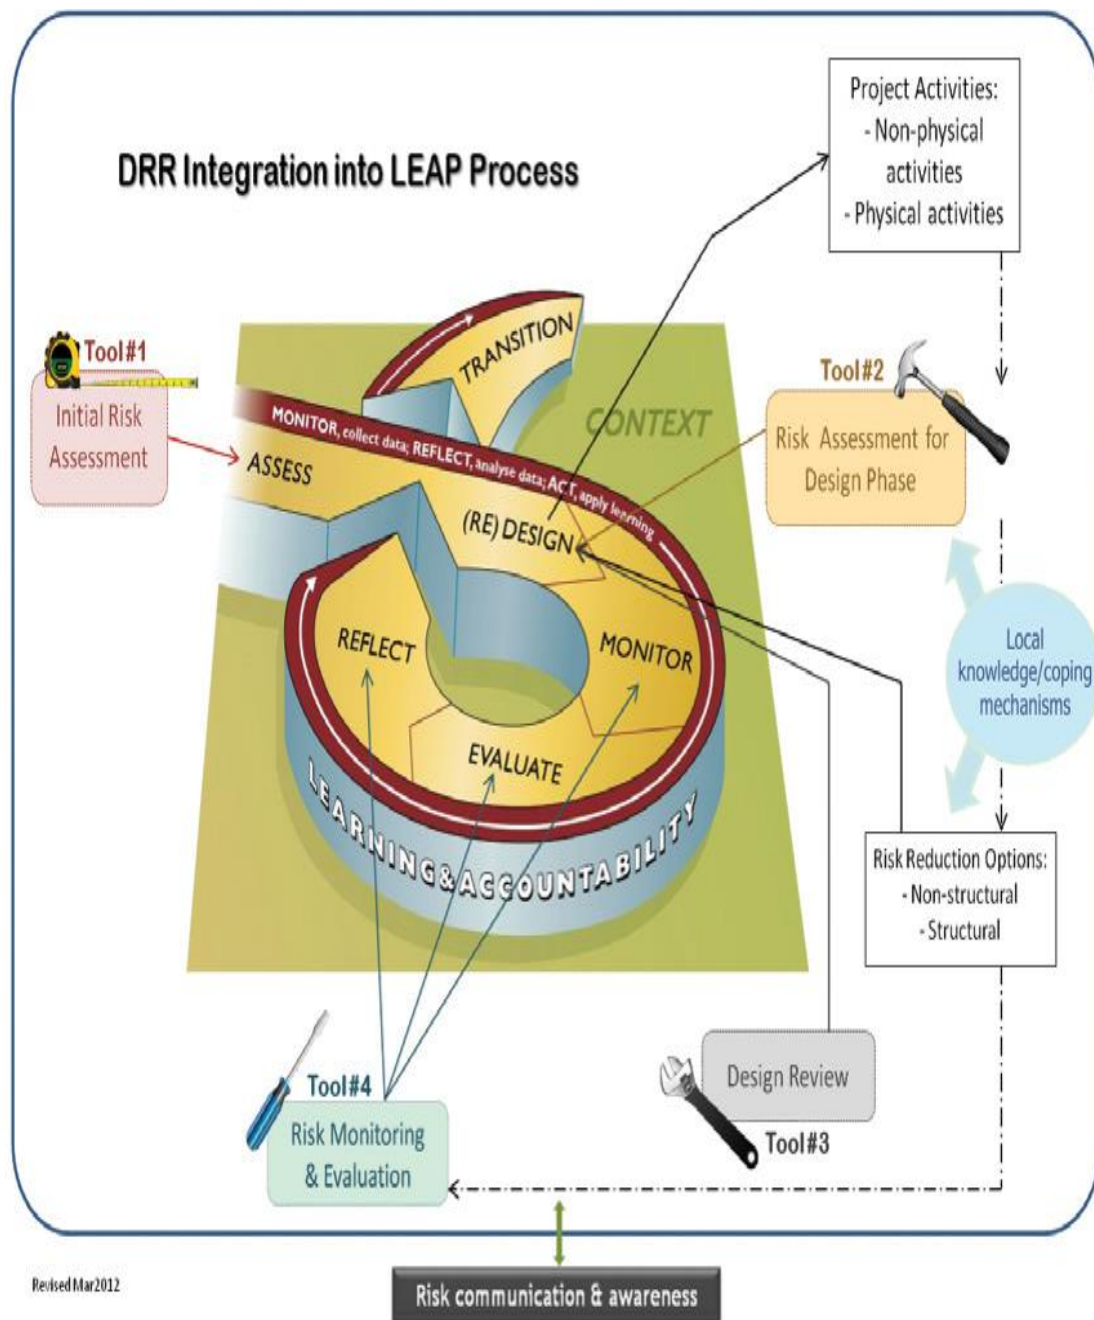 DRR Integration into LEAP Process
Project Activities:
- Non-physical
activities
- Physical activities
Tool#1
Initial Risk
Assessment
Tool#2
Risk Assessment for
Design Phase
TRANSITION
CONTEXT
MONITOR, collect data; REFLECT, analyse data; ACT, apply learning
ASSESS
(RE) DESIGN
MONITOR
REFLECT
EVALUATE
LEARNING & ACCOUNTABILITY
Local
knowledge/coping
mechanisms
Risk Reduction Options:
- Non-structural
- Structural
Design Review
Tool#3
Tool#4
Risk Monitoring
& Evaluation
Revised Mar2012
Risk communication & awareness